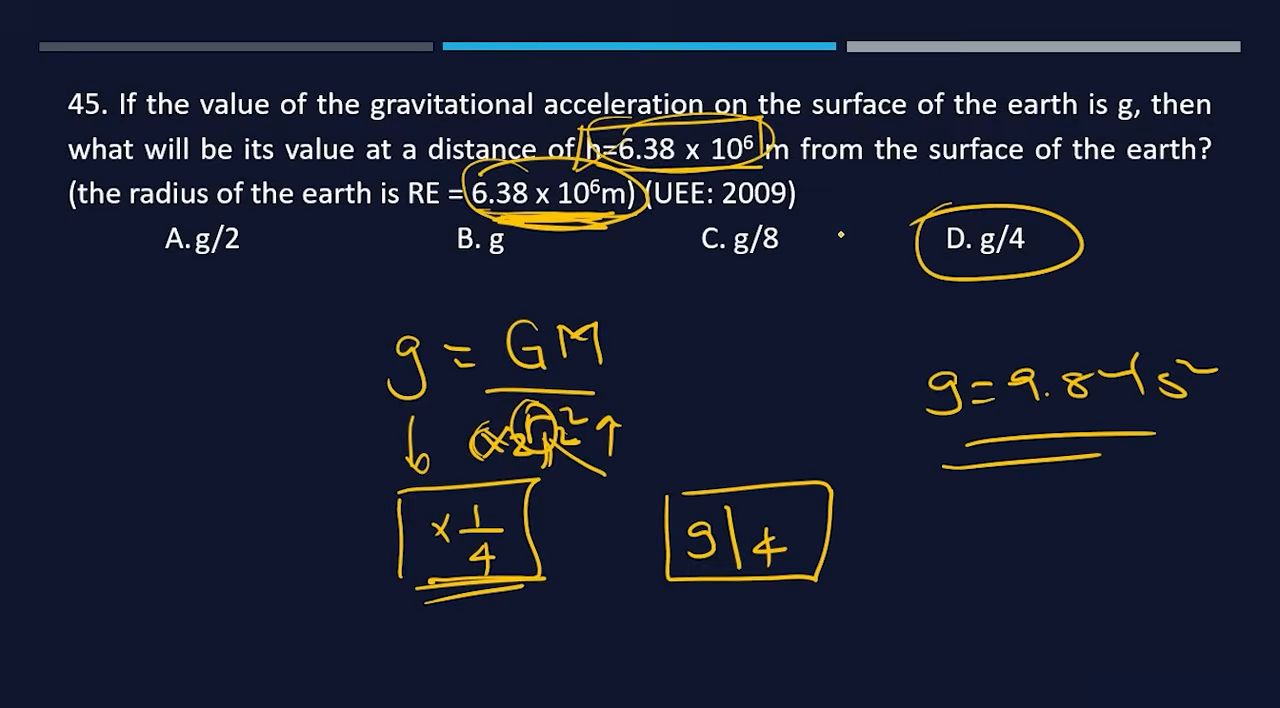 45. If the value of the gravitational acceleration on the surface of the earth is g, then
what will be its value at a distance of h=6.38 x 10⁶ m from the surface of the earth?
(the radius of the earth is RE = 6.38 x 10⁶m) (UEE: 2009)
A. g/2 B. g C. g/8 D. g/4
g = GM
g = 9.8 m/s²
↓ ↑
x 1/4
g/4